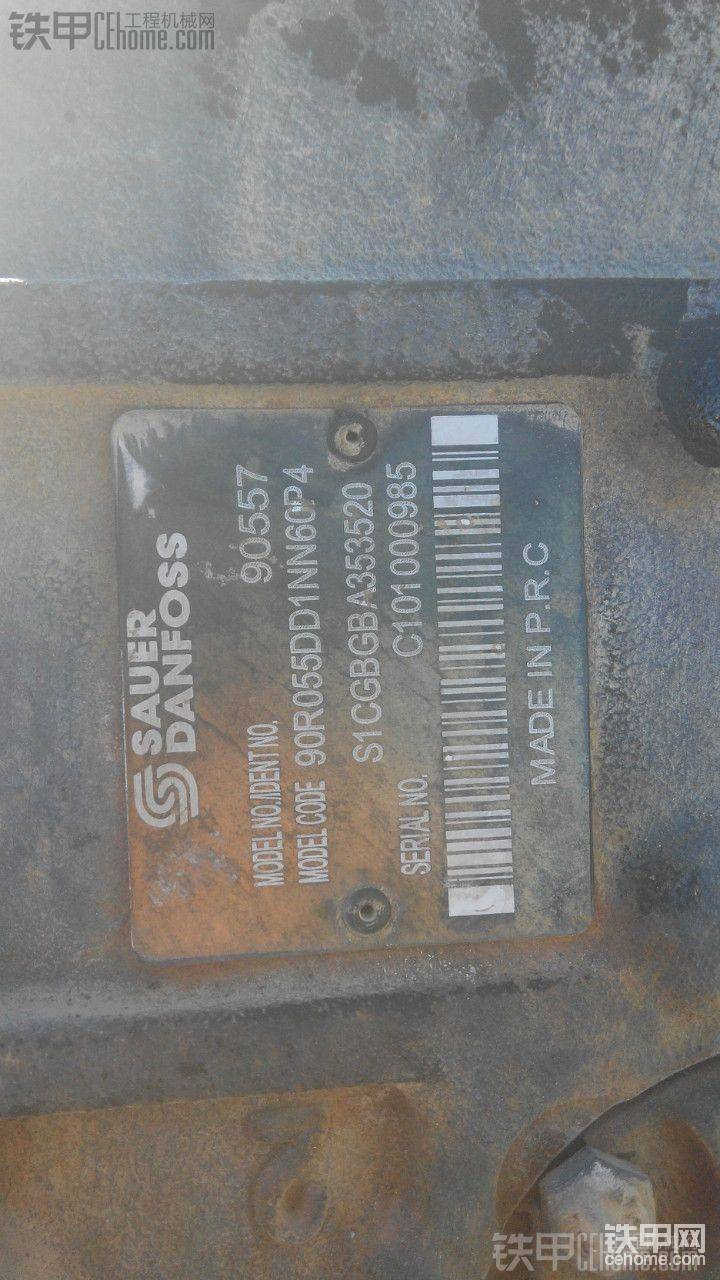 铁甲 工程机械网
CEhome.com
SAUER
DANFOSS
MODEL NO./IDENT NO. 90557
MODEL CODE 90R055DD1NN60P4
S1CGBGBA353520
SERIAL NO. C101000985
MADE IN P.R.C
铁甲网
cehome.com